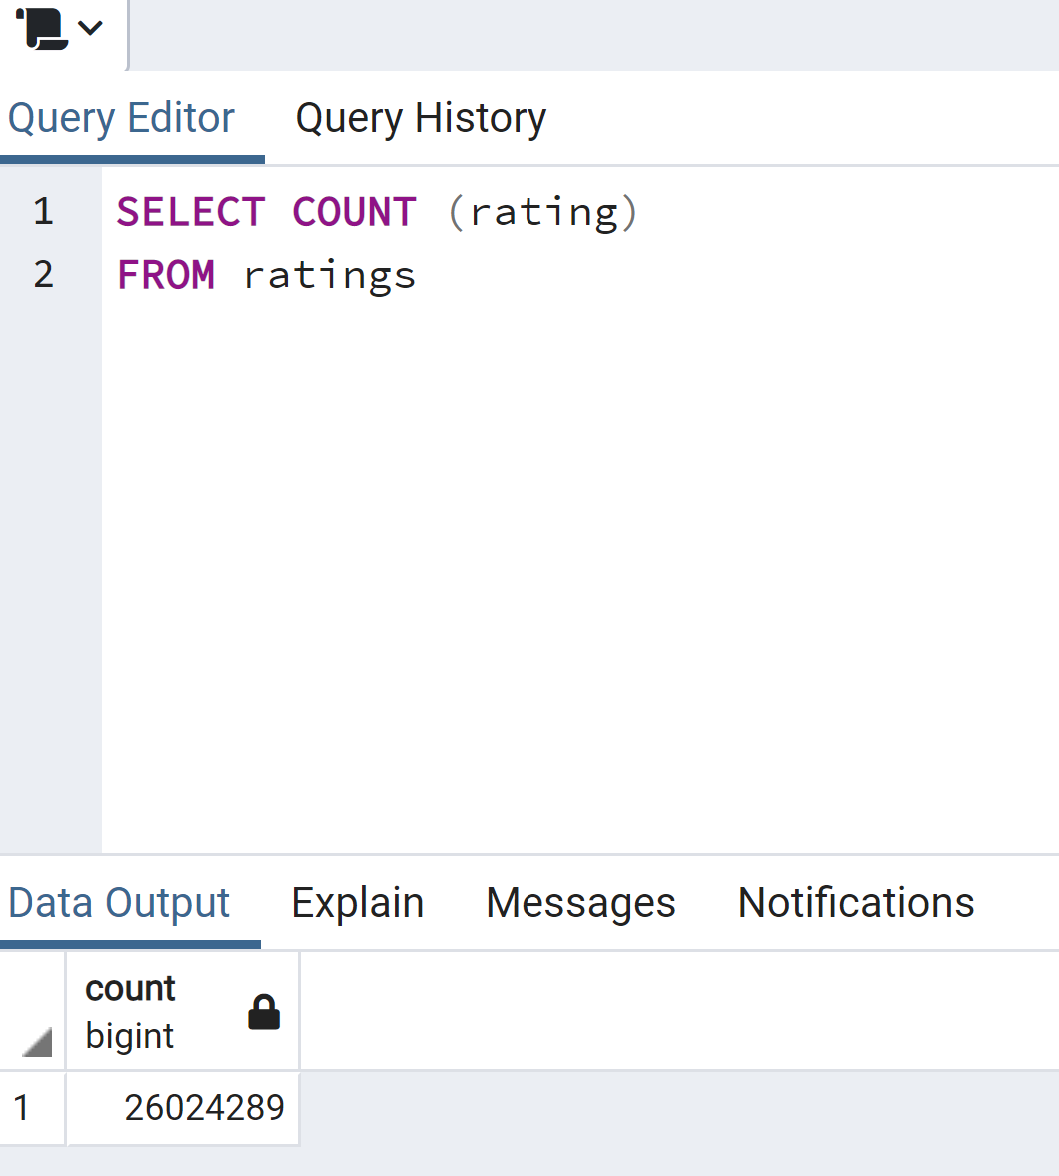 Query Editor Query History
1 SELECT COUNT (rating)
2 FROM ratings
Data Output Explain Messages Notifications
count
bigint
1 26024289